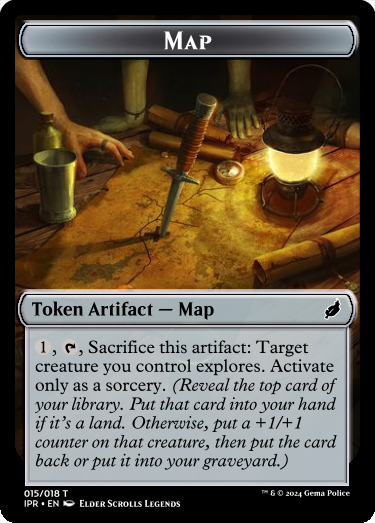 MAP
Token Artifact — Map
1, T, Sacrifice this artifact: Target
creature you control explores. Activate
only as a sorcery. (Reveal the top card of
your library. Put that card into your hand
if it's a land. Otherwise, put a +1/+1
counter on that creature, then put the card
back or put it into your graveyard.)
015/018 T
IPR • EN ELDER SCROLLS LEGENDS
™ & © 2024 Gema Police